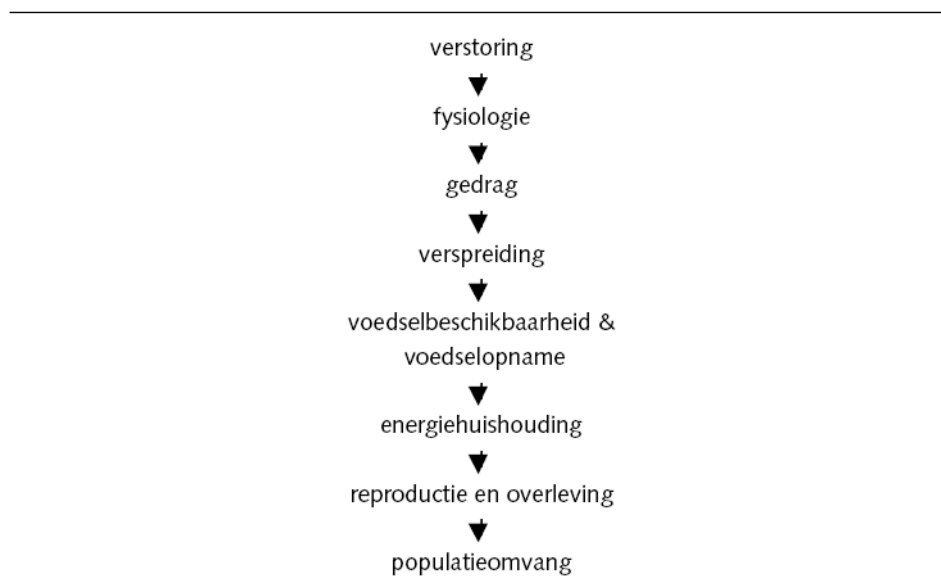 verstoring
fysiologie
gedrag
verspreiding
voedselbeschikbaarheid &
voedselopname
energiehuishouding
reproductie en overleving
populatieomvang